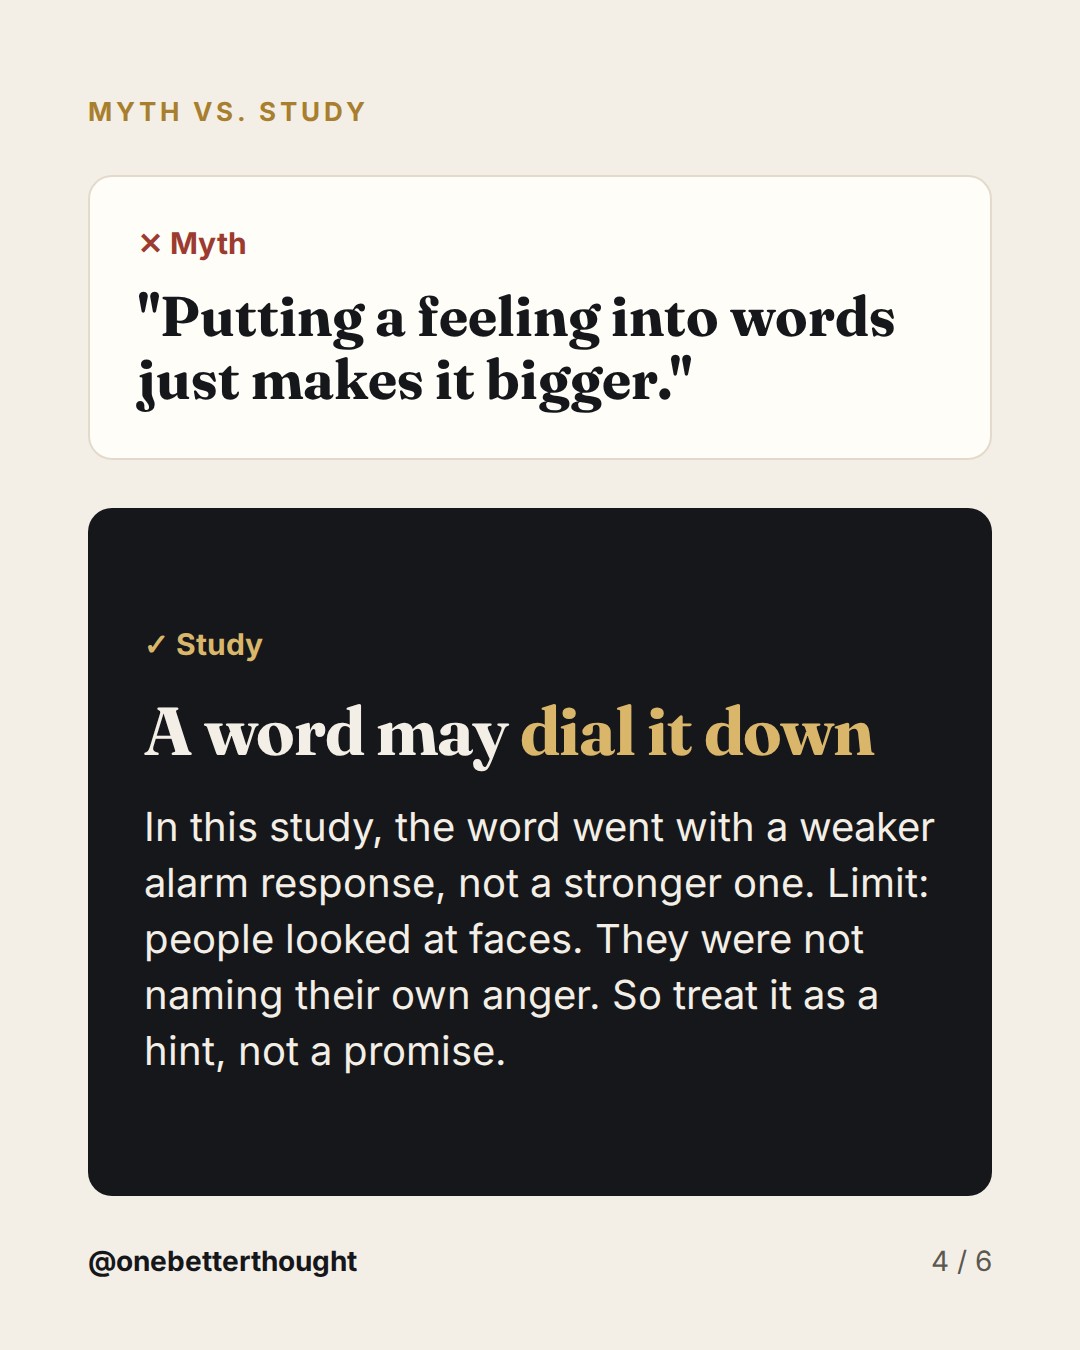 MYTH VS. STUDY
✕ Myth
"Putting a feeling into words
just makes it bigger."
✓ Study
A word may dial it down
In this study, the word went with a weaker
alarm response, not a stronger one. Limit:
people looked at faces. They were not
naming their own anger. So treat it as a
hint, not a promise.
@onebetterthought
4 / 6